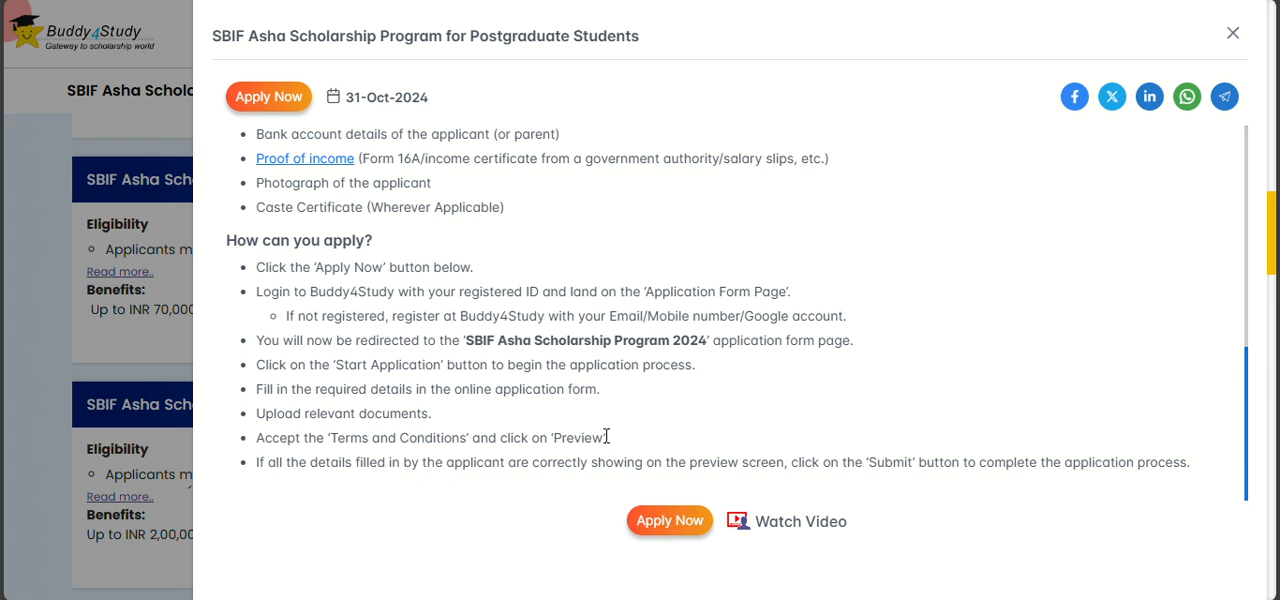 Buddy4Study
Gateway to scholarship world
SBIF Asha Schola
SBIF Asha Sch
Eligibility
Applicants m
Read more..
Benefits:
Up to INR 70,000
SBIF Asha Sch
Eligibility
Applicants m
Read more..
Benefits:
Up to INR 2,00,00
SBIF Asha Scholarship Program for Postgraduate Students
Apply Now 31-Oct-2024
• Bank account details of the applicant (or parent)
• Proof of income (Form 16A/income certificate from a government authority/salary slips, etc.)
• Photograph of the applicant
• Caste Certificate (Wherever Applicable)
How can you apply?
• Click the ‘Apply Now’ button below.
• Login to Buddy4Study with your registered ID and land on the ‘Application Form Page’.
◦ If not registered, register at Buddy4Study with your Email/Mobile number/Google account.
• You will now be redirected to the ‘SBIF Asha Scholarship Program 2024’ application form page.
• Click on the ‘Start Application’ button to begin the application process.
• Fill in the required details in the online application form.
• Upload relevant documents.
• Accept the ‘Terms and Conditions’ and click on ‘Preview’.
• If all the details filled in by the applicant are correctly showing on the preview screen, click on the ‘Submit’ button to complete the application process.
Apply Now Watch Video